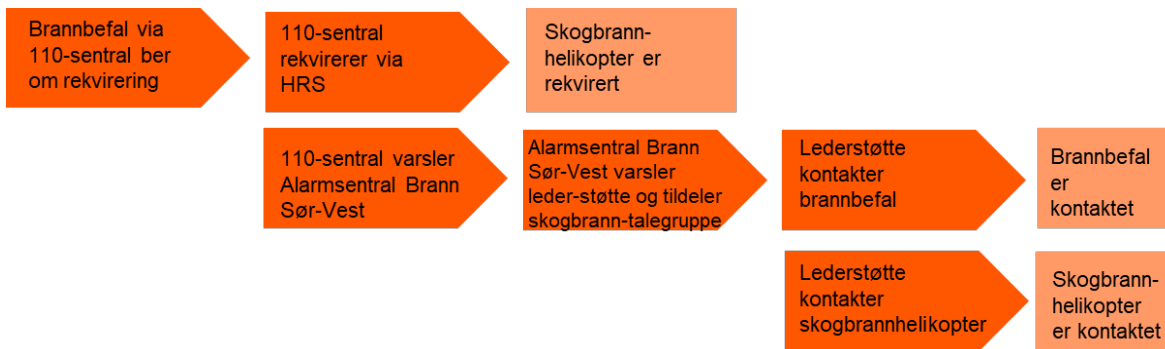 Brannbefal via
110-sentral ber
om rekvirering
110-sentral
rekvirerer via
HRS
Skogbrann-
helikopter er
rekvirert
110-sentral varsler
Alarmsentral Brann
Sør-Vest
Alarmsentral Brann
Sør-Vest varsler
leder-støtte og tildeler
skogbrann-talegruppe
Lederstøtte
kontakter
brannbefal
Brannbefal
er
kontaktet
Lederstøtte
kontakter
skogbrannhelikopter
Skogbrann-
helikopter
er kontaktet